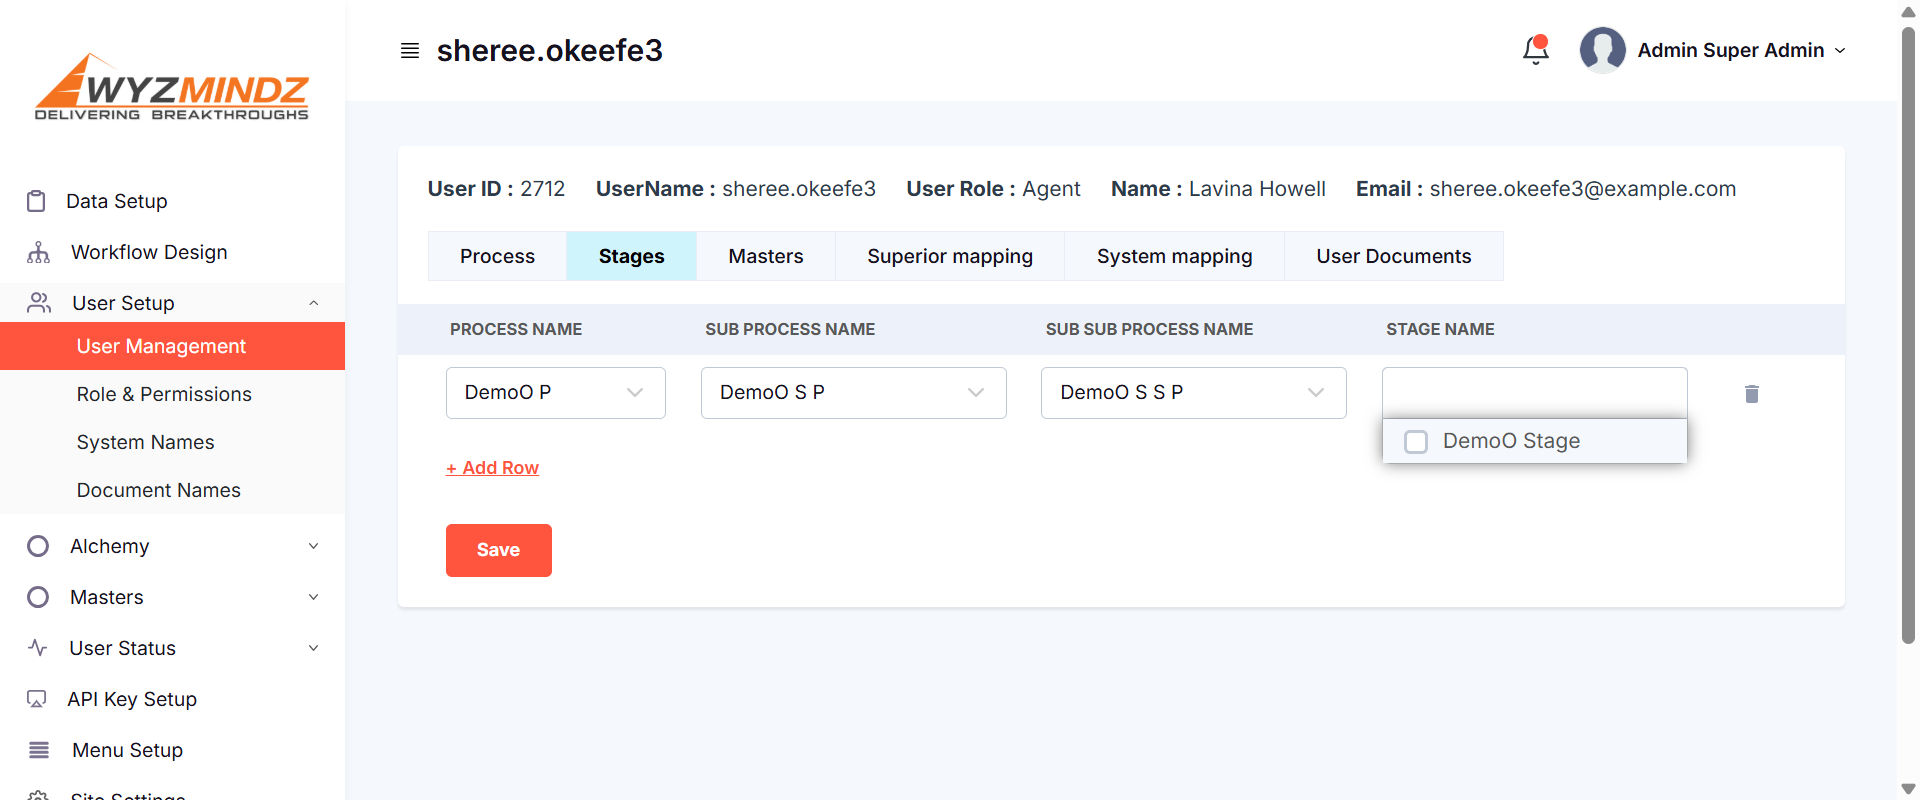 WYZMINDZ
DELIVERING BREAKTHROUGHS
sheree.okeefe3
Admin Super Admin
Data Setup
Workflow Design
User Setup
User Management
Role & Permissions
System Names
Document Names
Alchemy
Masters
User Status
API Key Setup
Menu Setup
Site Settings
User ID : 2712 UserName : sheree.okeefe3 User Role : Agent Name : Lavina Howell Email : sheree.okeefe3@example.com
Process Stages Masters Superior mapping System mapping User Documents
PROCESS NAME SUB PROCESS NAME SUB SUB PROCESS NAME STAGE NAME
DemoO P DemoO S P DemoO S S P
DemoO Stage
+ Add Row
Save